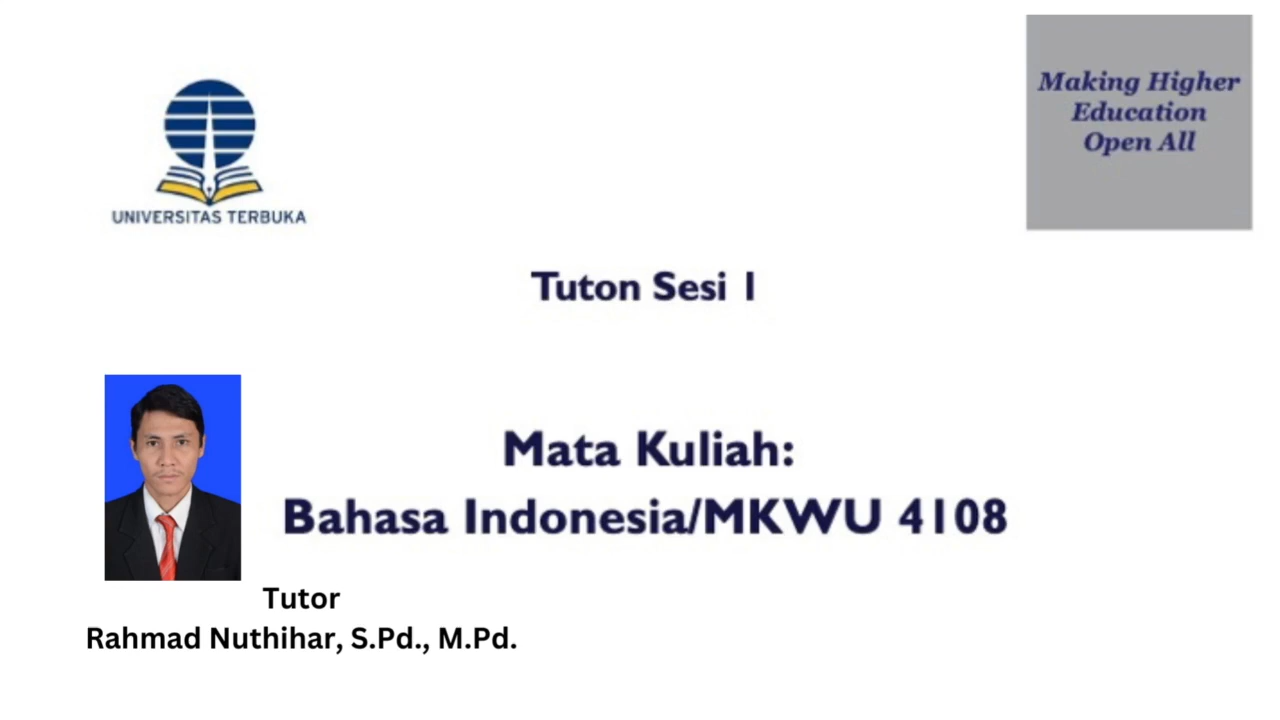 UNIVERSITAS TERBUKA
Making Higher
Education
Open All
Tuton Sesi 1
Mata Kuliah:
Bahasa Indonesia/MKWU 4108
Tutor
Rahmad Nuthihar, S.Pd., M.Pd.